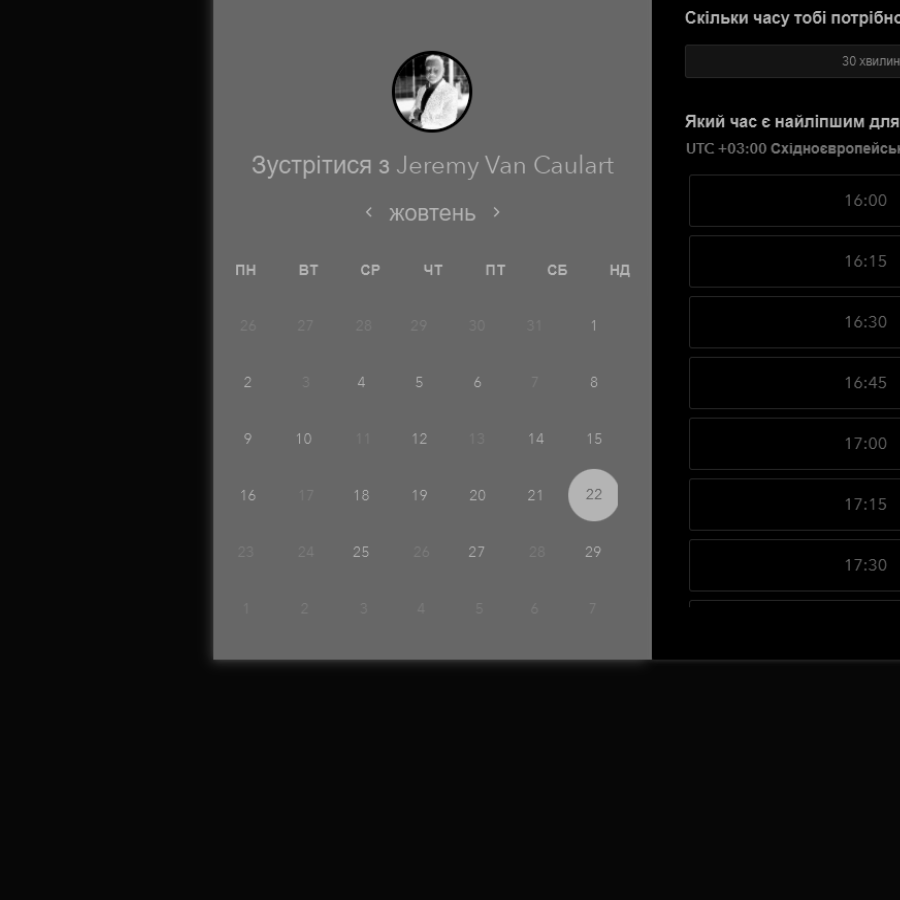 Зустрітися з Jeremy Van Caulart
жовтень
ПН ВТ СР ЧТ ПТ СБ НД
26 27 28 29 30 31 1
2 3 4 5 6 7 8
9 10 11 12 13 14 15
16 17 18 19 20 21 22
23 24 25 26 27 28 29
1 2 3 4 5 6 7
Скільки часу тобі потрібно
30 хвилин
Який час є найліпшим для
UTC +03:00 Східноєвропейсь
16:00
16:15
16:30
16:45
17:00
17:15
17:30